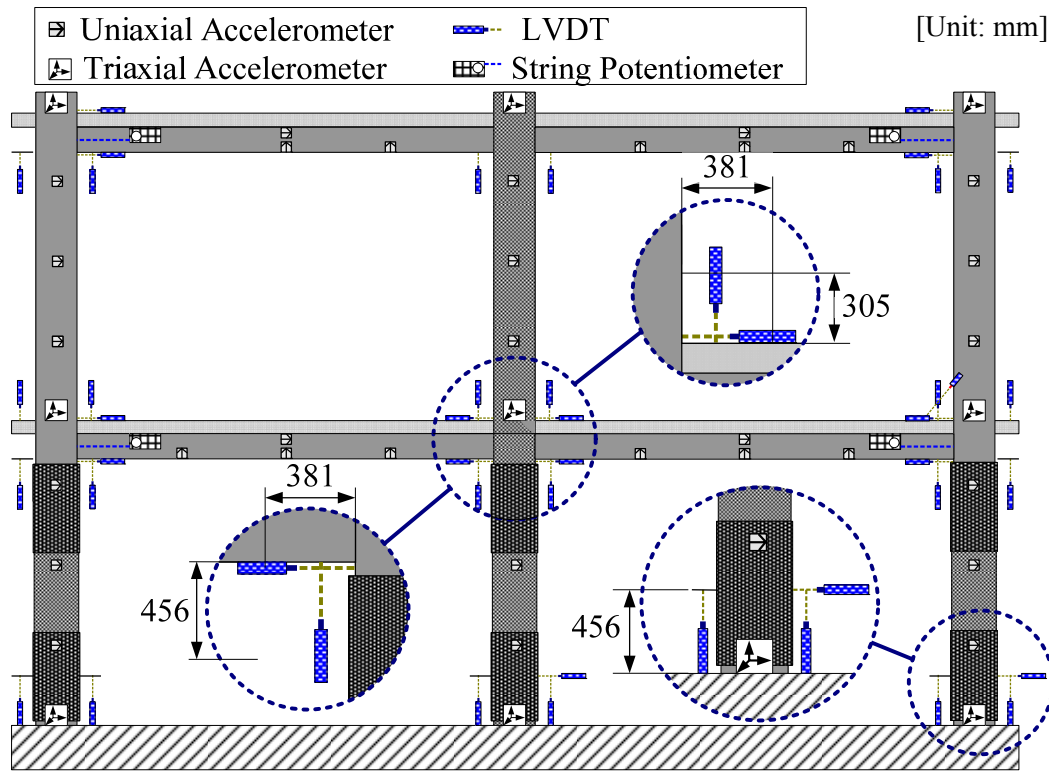 Uniaxial Accelerometer LVDT [Unit: mm]
Triaxial Accelerometer String Potentiometer
381
305
381
456
456